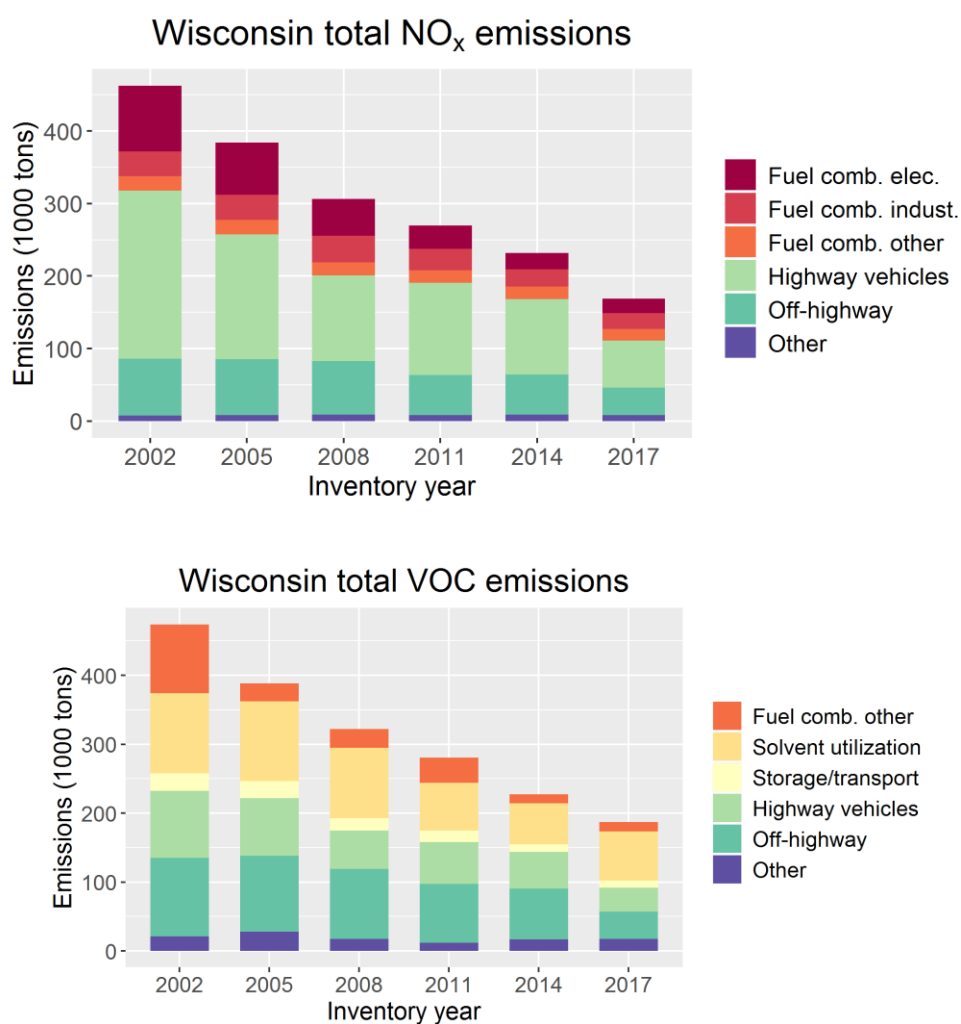 Wisconsin total NOx emissions
Emissions (1000 tons)
400
300
200
100
0
2002 2005 2008 2011 2014 2017
Inventory year
Fuel comb. elec.
Fuel comb. indust.
Fuel comb. other
Highway vehicles
Off-highway
Other
Wisconsin total VOC emissions
Emissions (1000 tons)
400
300
200
100
0
2002 2005 2008 2011 2014 2017
Inventory year
Fuel comb. other
Solvent utilization
Storage/transport
Highway vehicles
Off-highway
Other